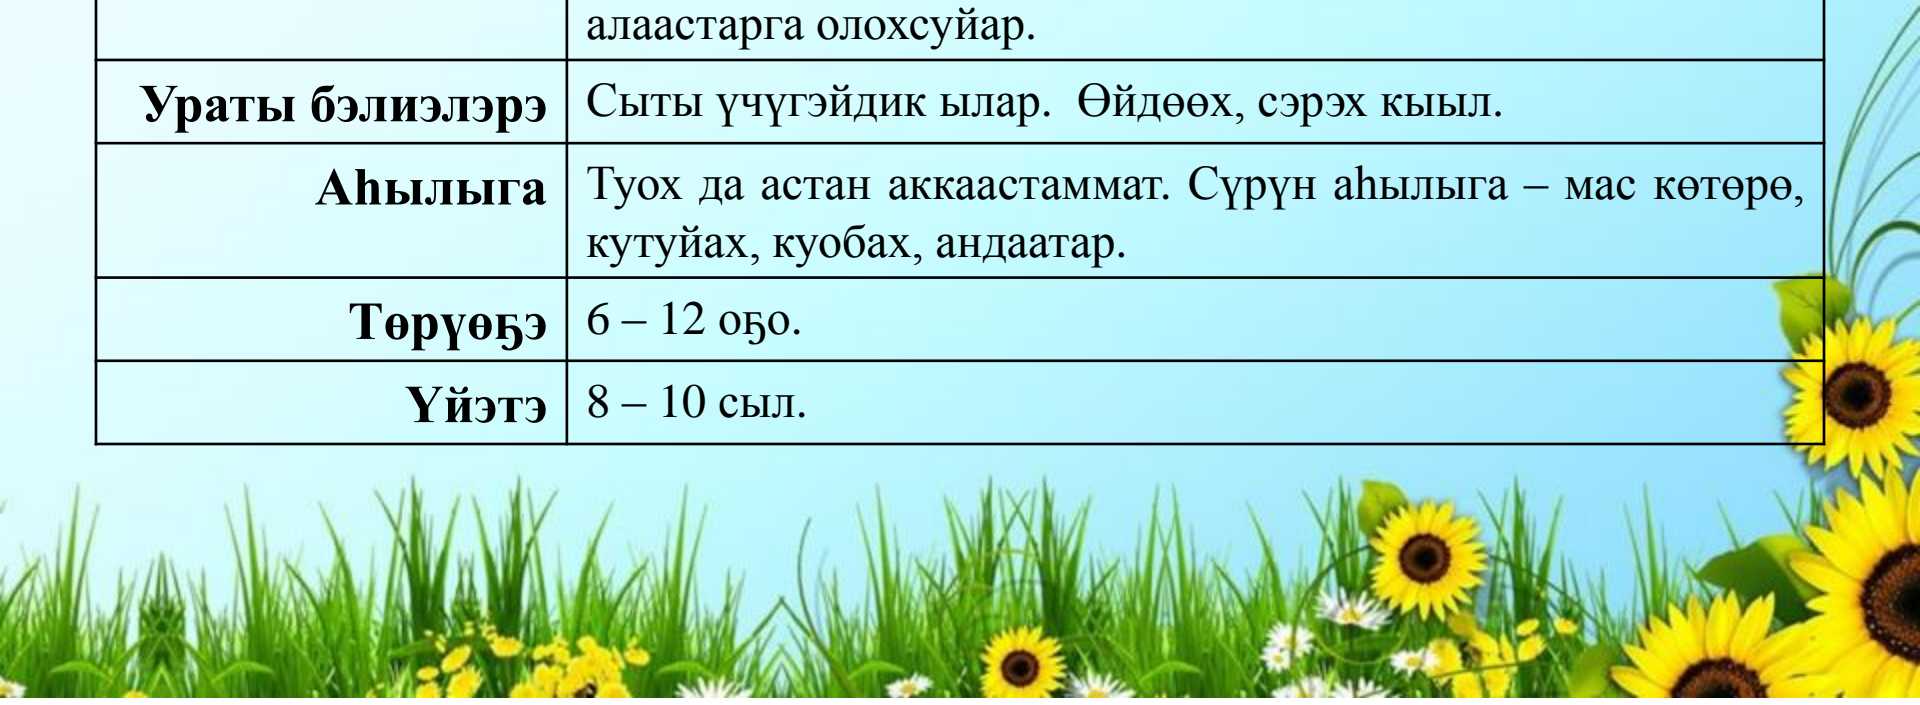 алаастарга олохсуйар.
Ураты бэлиэлэрэ Сыты үчүгэйдик ылар. Өйдөөх, сэрэх кыыл.
Аһылыга Туох да астан аккаастаммат. Сүрүн аһылыга – мас көтөрө,
кутуйах, куобах, андаатар.
Төрүөҕэ 6 – 12 оҕо.
Үйэтэ 8 – 10 сыл.